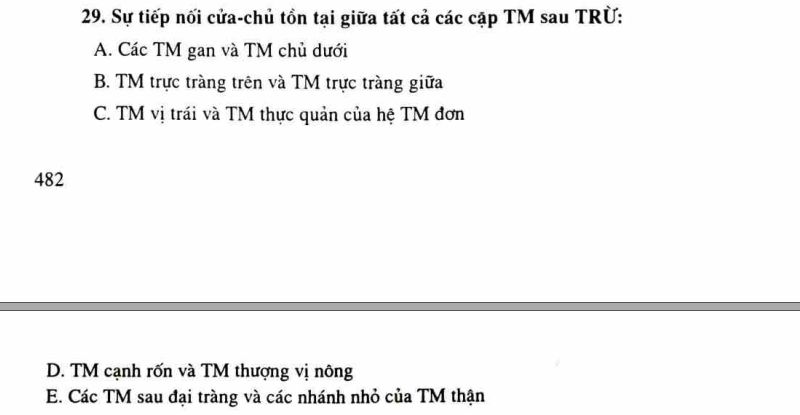 29. Sự tiếp nối cửa-chủ tồn tại giữa tất cả các cặp TM sau TRỪ:
A. Các TM gan và TM chủ dưới
B. TM trực tràng trên và TM trực tràng giữa
C. TM vị trái và TM thực quản của hệ TM đơn
482
D. TM cạnh rốn và TM thượng vị nông
E. Các TM sau đại tràng và các nhánh nhỏ của TM thận